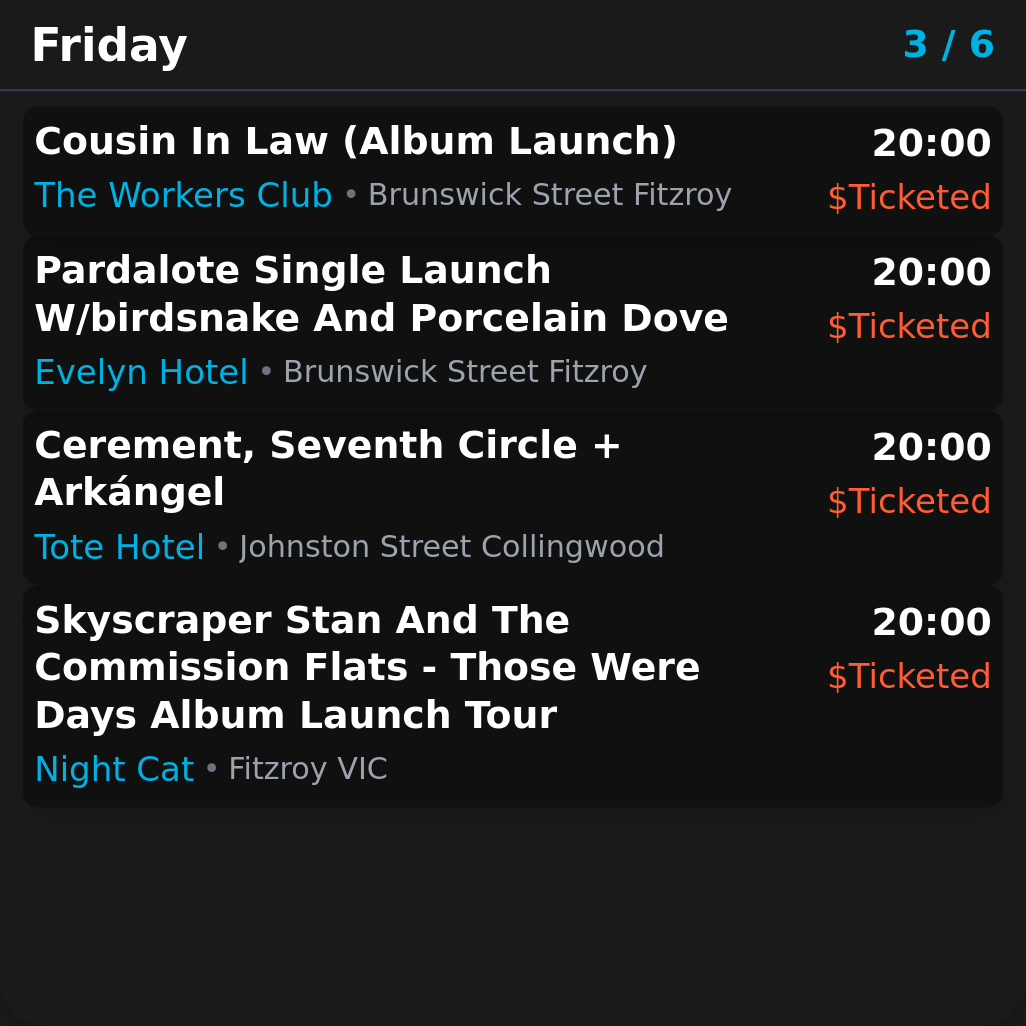 Friday
3 / 6
Cousin In Law (Album Launch)
20:00
The Workers Club • Brunswick Street Fitzroy
$Ticketed
Pardalote Single Launch
W/birdsnake And Porcelain Dove
20:00
$Ticketed
Evelyn Hotel • Brunswick Street Fitzroy
Cerement, Seventh Circle +
Arkángel
20:00
$Ticketed
Tote Hotel • Johnston Street Collingwood
Skyscraper Stan And The
Commission Flats - Those Were
Days Album Launch Tour
20:00
$Ticketed
Night Cat • Fitzroy VIC